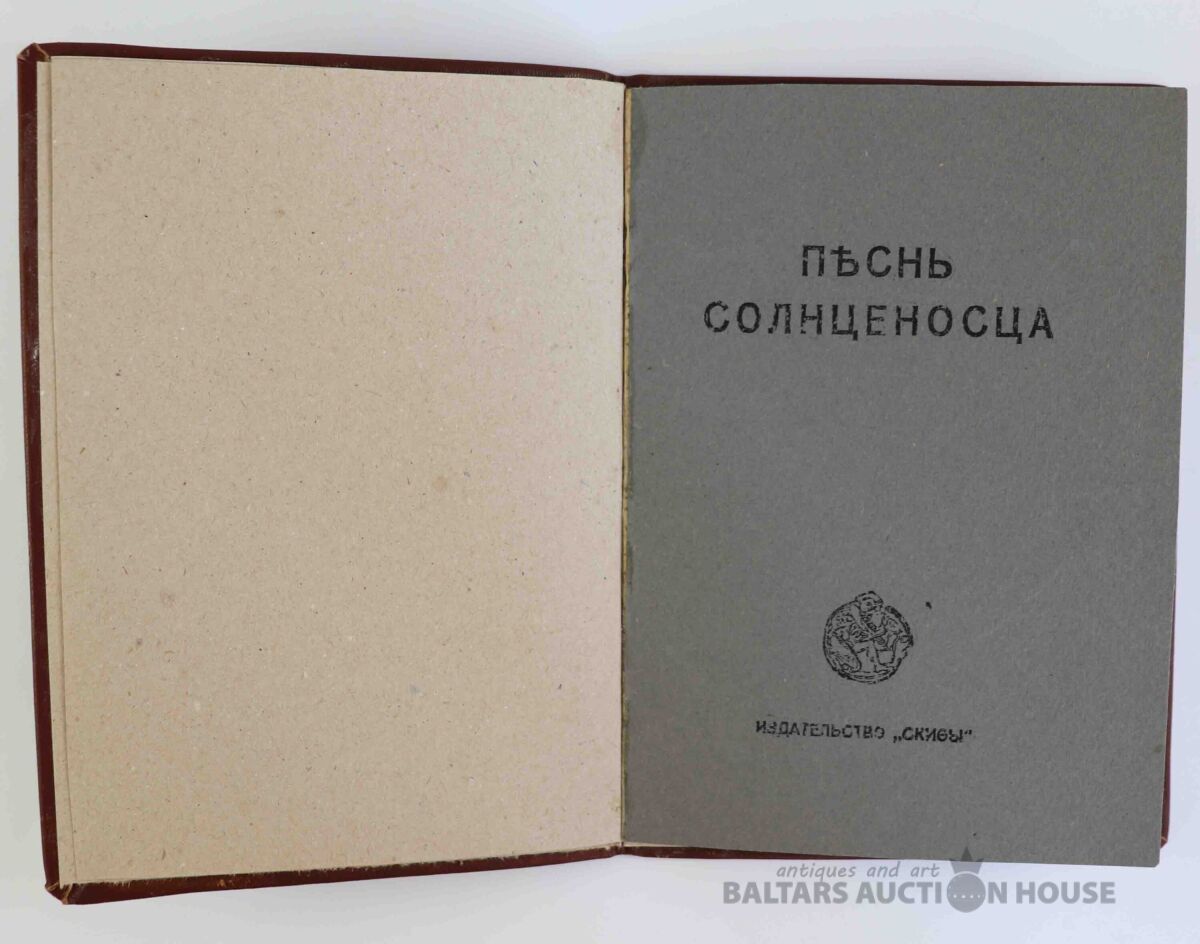 ПѢСНЬ
СОЛНЦЕНОСЦА
ИЗДАТЕЛЬСТВО „СКИѲЫ“
antiques and art
BALTARS AUCTION HOUSE